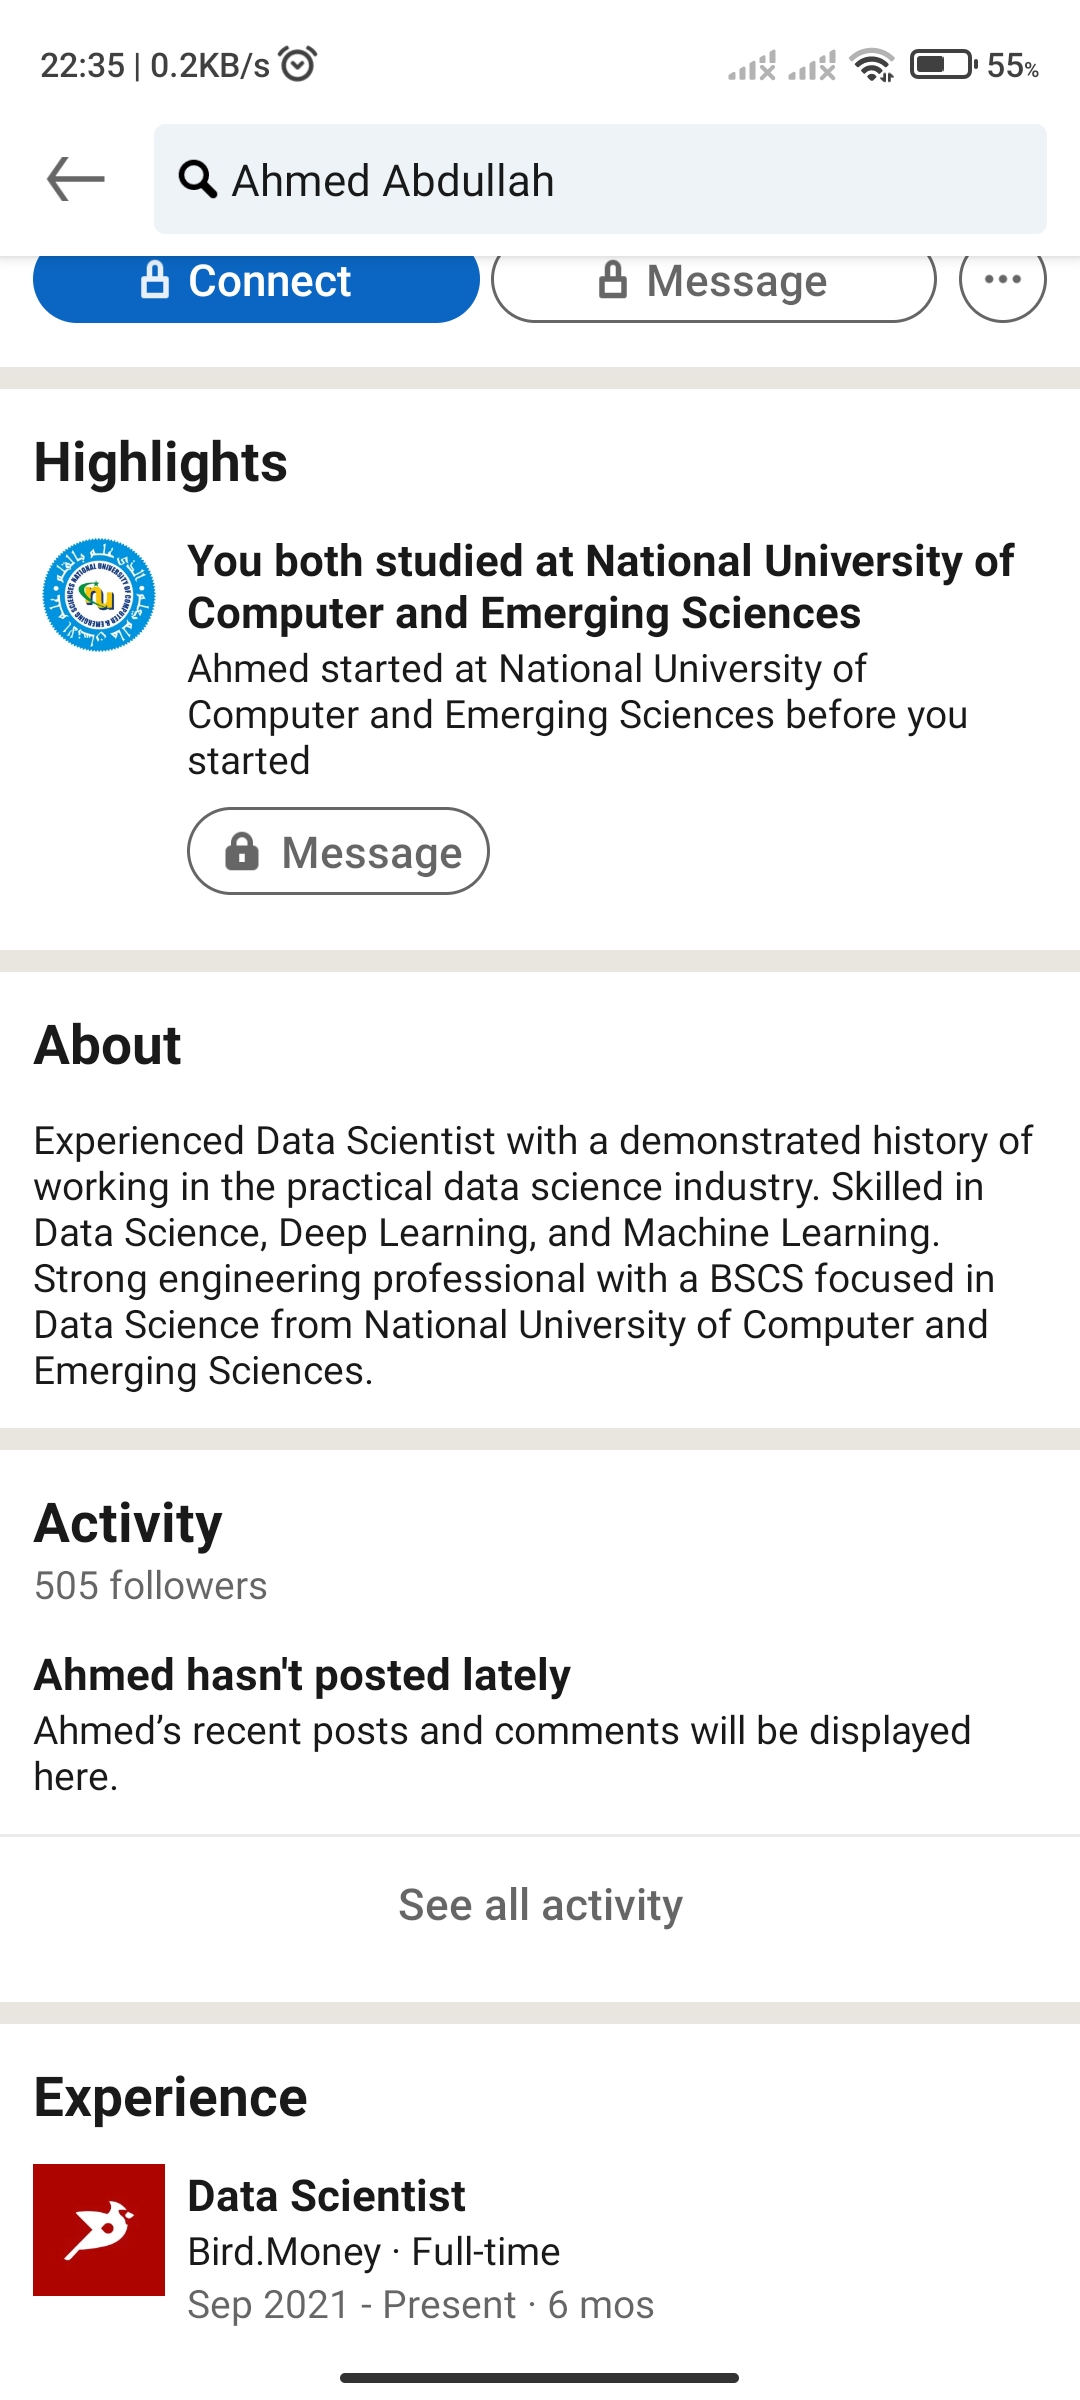 22:35 | 0.2KB/s
55%
Ahmed Abdullah
Connect
Message
Highlights
You both studied at National University of
Computer and Emerging Sciences
Ahmed started at National University of
Computer and Emerging Sciences before you
started
Message
About
Experienced Data Scientist with a demonstrated history of
working in the practical data science industry. Skilled in
Data Science, Deep Learning, and Machine Learning.
Strong engineering professional with a BSCS focused in
Data Science from National University of Computer and
Emerging Sciences.
Activity
505 followers
Ahmed hasn't posted lately
Ahmed’s recent posts and comments will be displayed
here.
See all activity
Experience
Data Scientist
Bird.Money · Full-time
Sep 2021 - Present · 6 mos